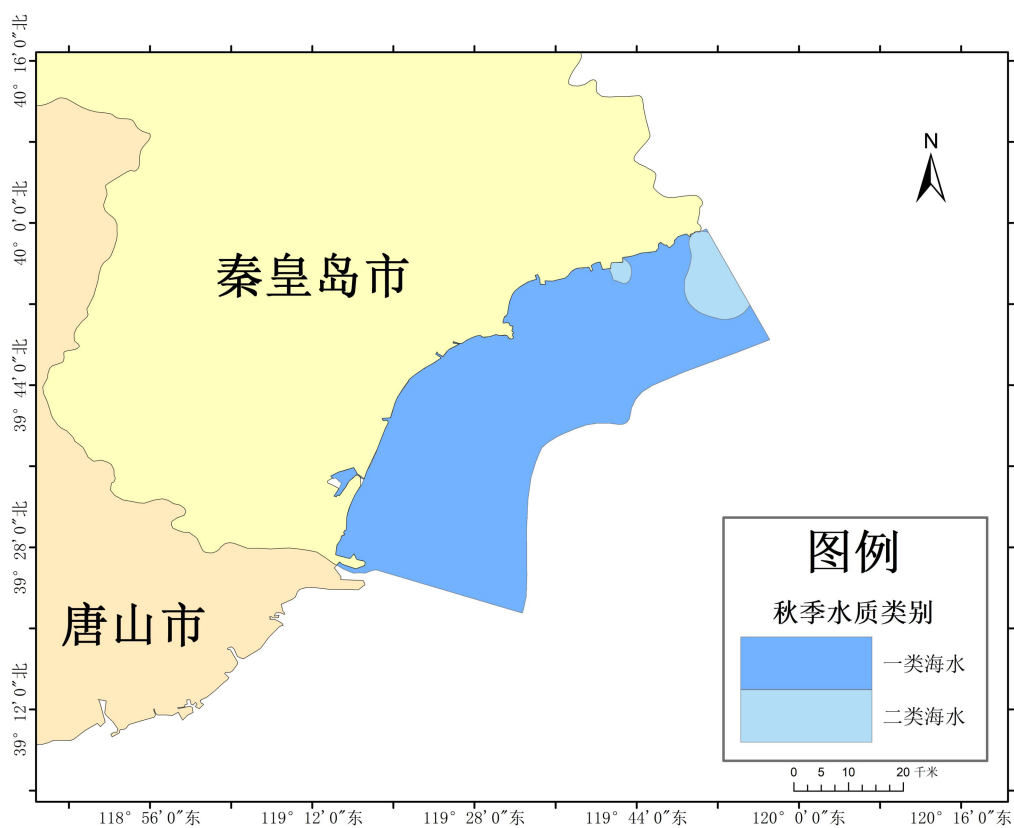 N
40° 16'0"北
40° 0'0"北
39° 44'0"北
39° 28'0"北
39° 12'0"北
秦皇岛市
唐山市
图例
秋季水质类别
一类海水
二类海水
0 5 10 20 千米
118° 56'0"东 119° 12'0"东 119° 28'0"东 119° 44'0"东 120° 0'0"东 120° 16'0"东